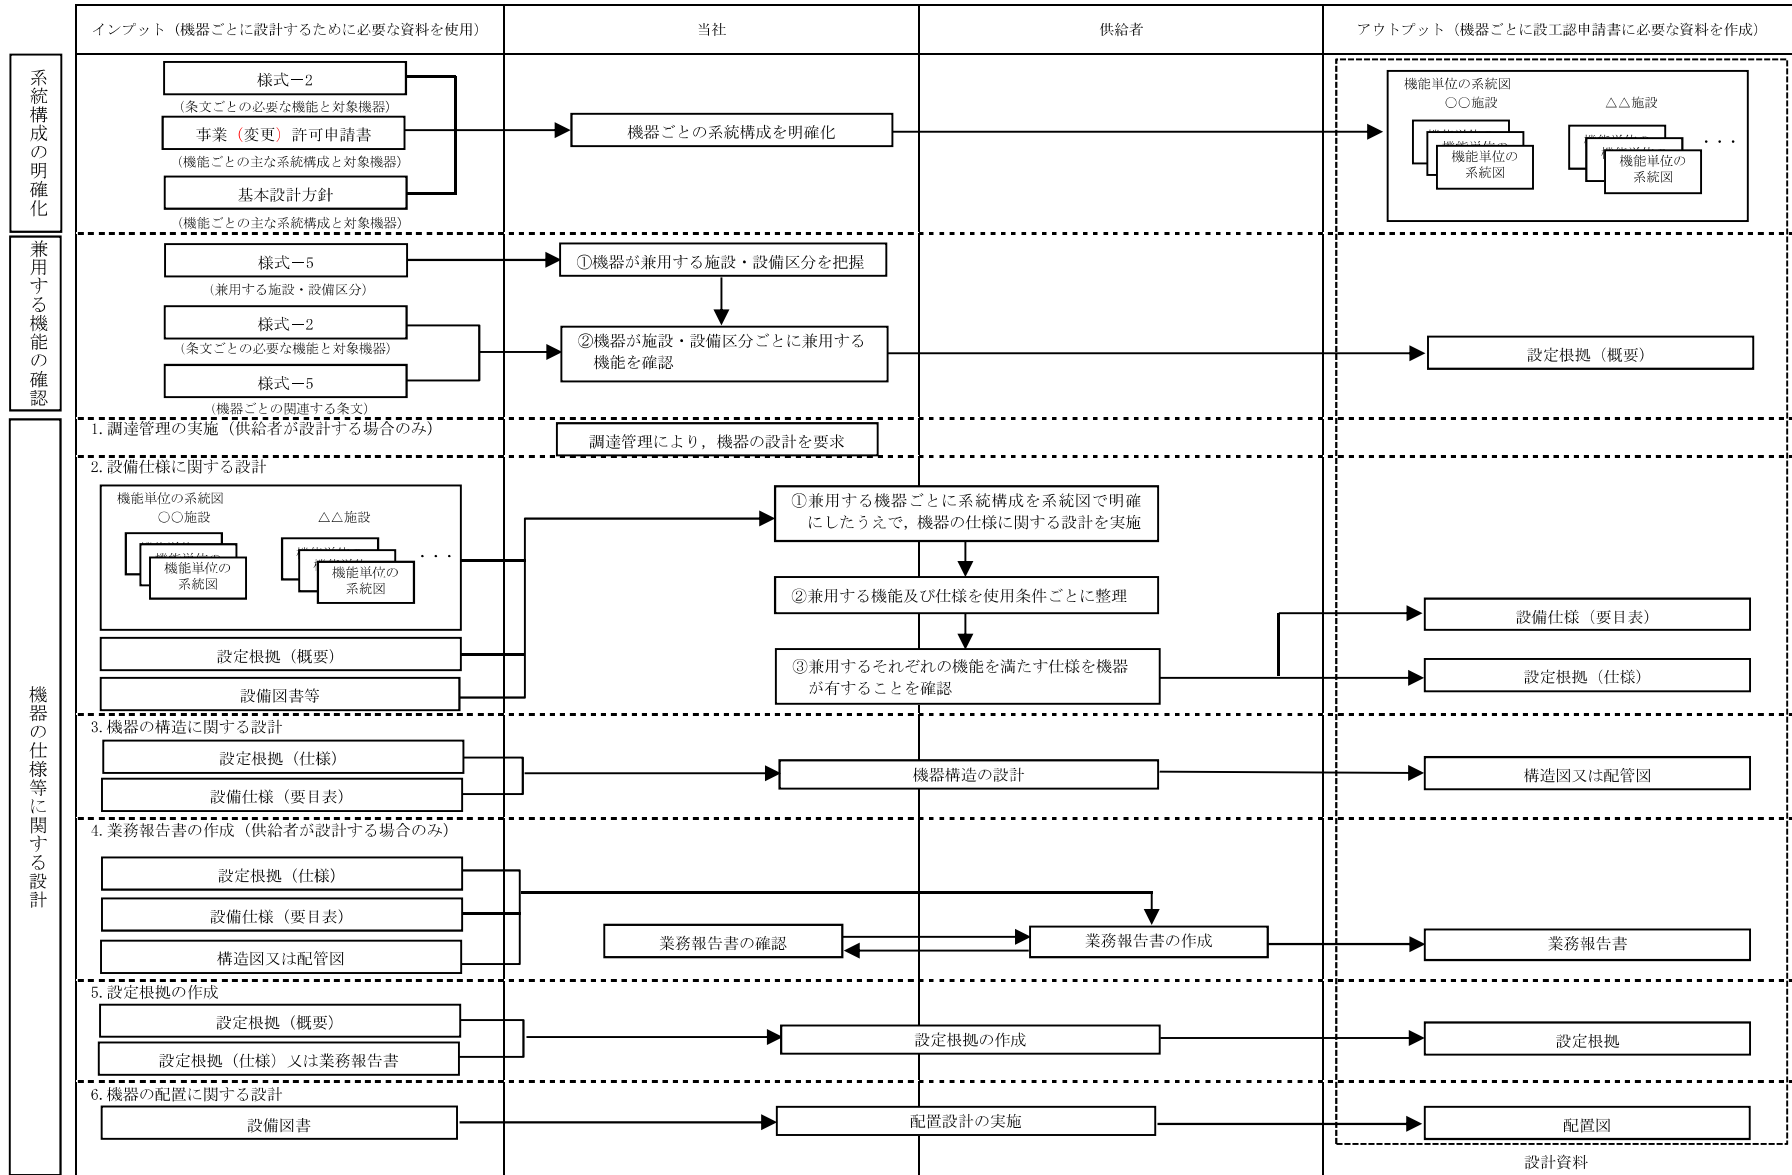 インプット（機器ごとに設計するために必要な資料を使用）
当社
供給者
アウトプット（機器ごとに設工認申請書に必要な資料を作成）
系統構成の明確化
様式－2
（条文ごとの必要な機能と対象機器）
事業（変更）許可申請書
（機能ごとの主な系統構成と対象機器）
基本設計方針
（機能ごとの主な系統構成と対象機器）
機器ごとの系統構成を明確化
機能単位の系統図
○○施設
△△施設
機能単位の
系統図
機能単位の
系統図
・・・
兼用する機能の確認
様式－5
（兼用する施設・設備区分）
様式－2
（条文ごとの必要な機能と対象機器）
様式－5
（機器ごとの関連する条文）
①機器が兼用する施設・設備区分を把握
②機器が施設・設備区分ごとに兼用する
機能を確認
設定根拠（概要）
機器の仕様等に関する設計
1. 調達管理の実施（供給者が設計する場合のみ）
調達管理により，機器の設計を要求
2. 設備仕様に関する設計
機能単位の系統図
○○施設
△△施設
機能単位の
系統図
機能単位の
系統図
・・・
設定根拠（概要）
設備図書等
①兼用する機器ごとに系統構成を系統図で明確
にしたうえで，機器の仕様に関する設計を実施
②兼用する機能及び仕様を使用条件ごとに整理
③兼用するそれぞれの機能を満たす仕様を機器
が有することを確認
設備仕様（要目表）
設定根拠（仕様）
3. 機器の構造に関する設計
設定根拠（仕様）
設備仕様（要目表）
機器構造の設計
構造図又は配管図
4. 業務報告書の作成（供給者が設計する場合のみ）
設定根拠（仕様）
設備仕様（要目表）
構造図又は配管図
業務報告書の確認
業務報告書の作成
業務報告書
5. 設定根拠の作成
設定根拠（概要）
設定根拠（仕様）又は業務報告書
設定根拠の作成
設定根拠
6. 機器の配置に関する設計
設備図書
配置設計の実施
配置図
設計資料